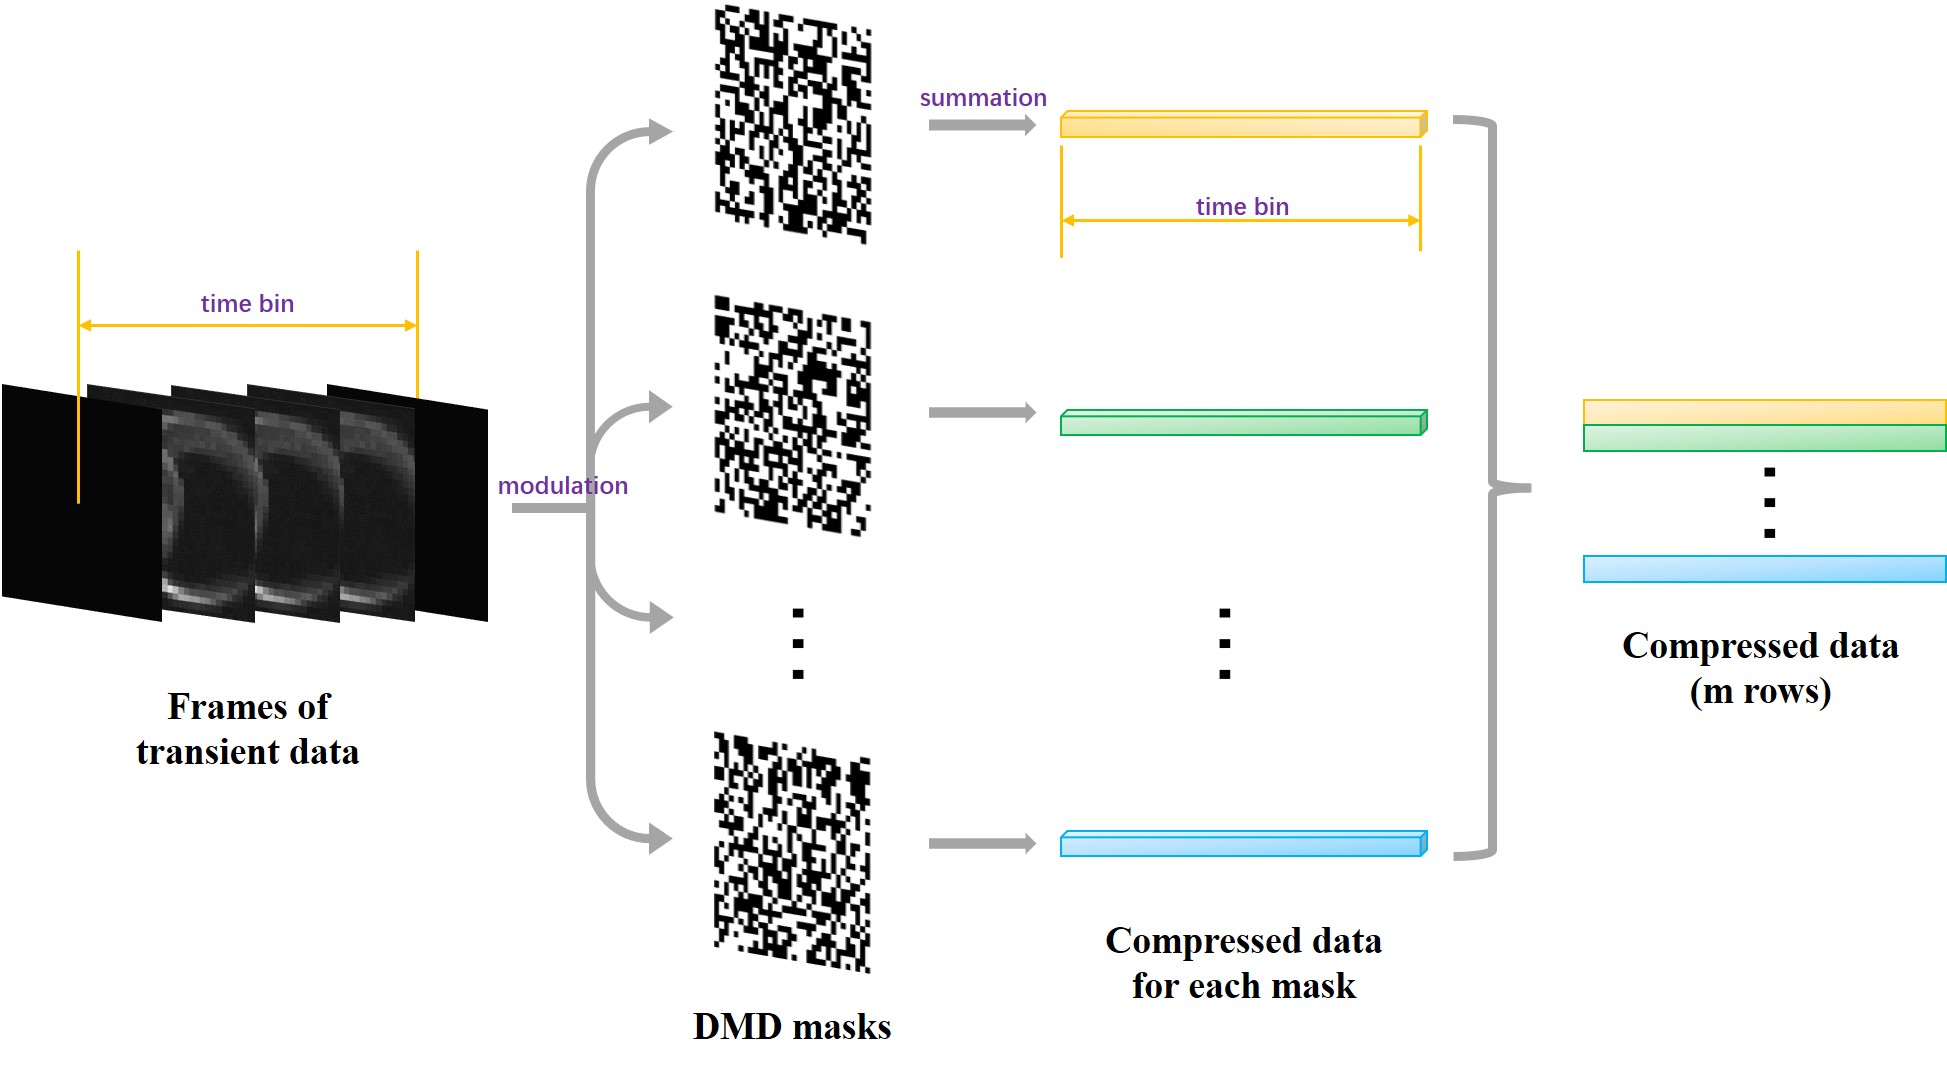 summation
time bin
time bin
modulation
Frames of
transient data
DMD masks
Compressed data
for each mask
Compressed data
(m rows)